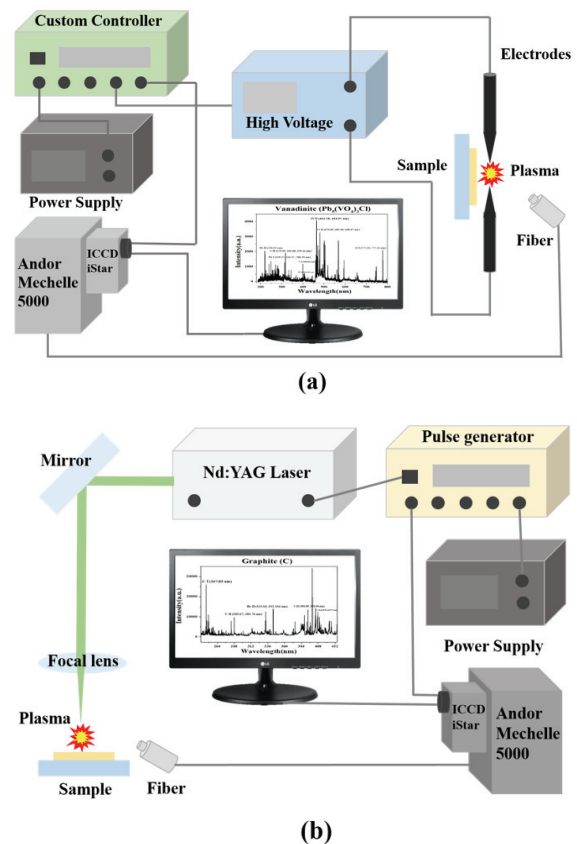 Custom Controller
Electrodes
High Voltage
Sample
Plasma
Power Supply
Fiber
ICCD
iStar
Andor
Mechelle
5000
Vanadinite (Pb5(VO4)3Cl)
Intensity(a.u.)
Wavelength(nm)
LG
(a)
Pulse generator
Mirror
Nd:YAG Laser
Graphite (C)
Intensity(a.u.)
Wavelength(nm)
LG
Power Supply
Focal lens
Plasma
ICCD
iStar
Andor
Mechelle
5000
Sample
Fiber
(b)